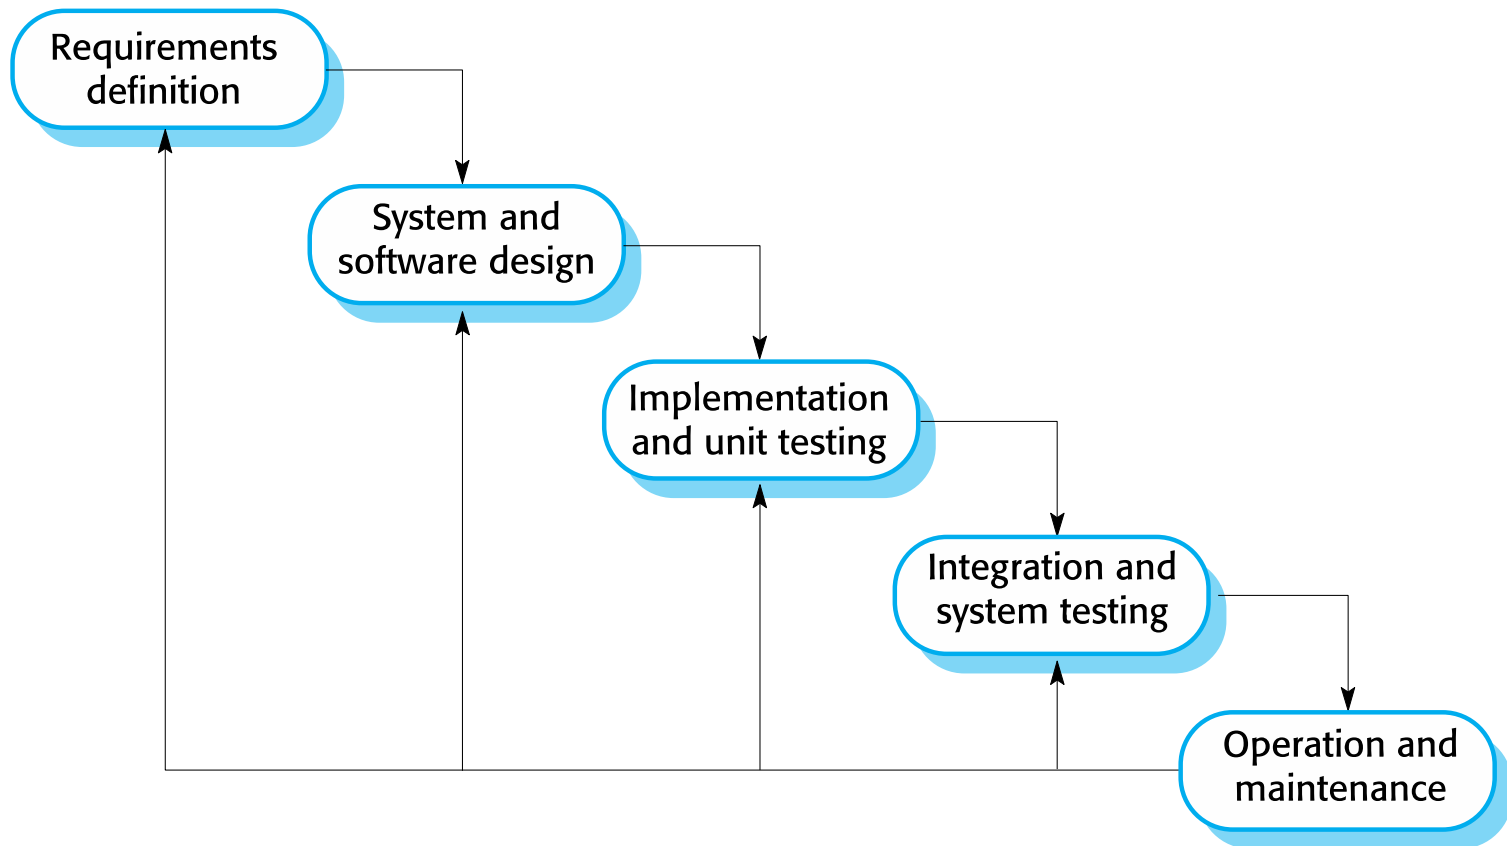 Requirements
definition
System and
software design
Implementation
and unit testing
Integration and
system testing
Operation and
maintenance